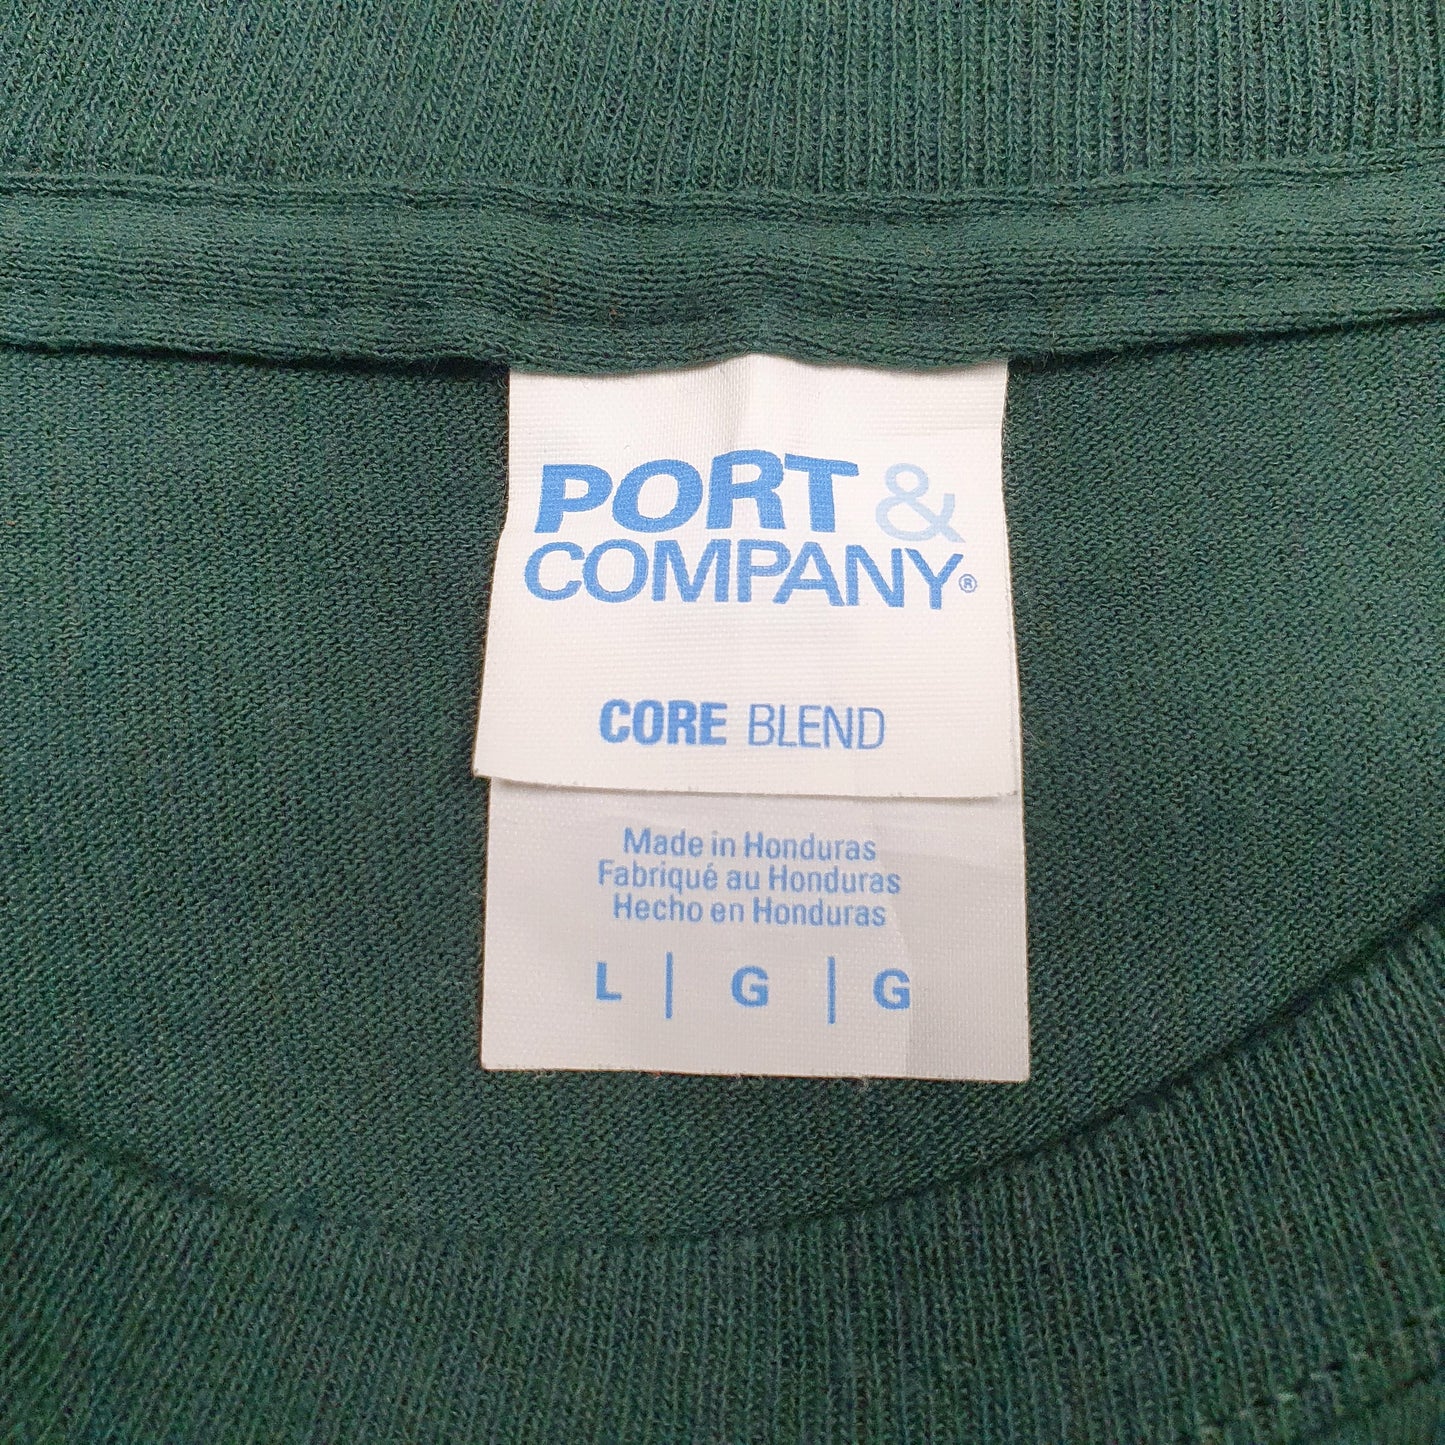 PORT &
COMPANY®
CORE BLEND
Made in Honduras
Fabriqué au Honduras
Hecho en Honduras
L | G | G